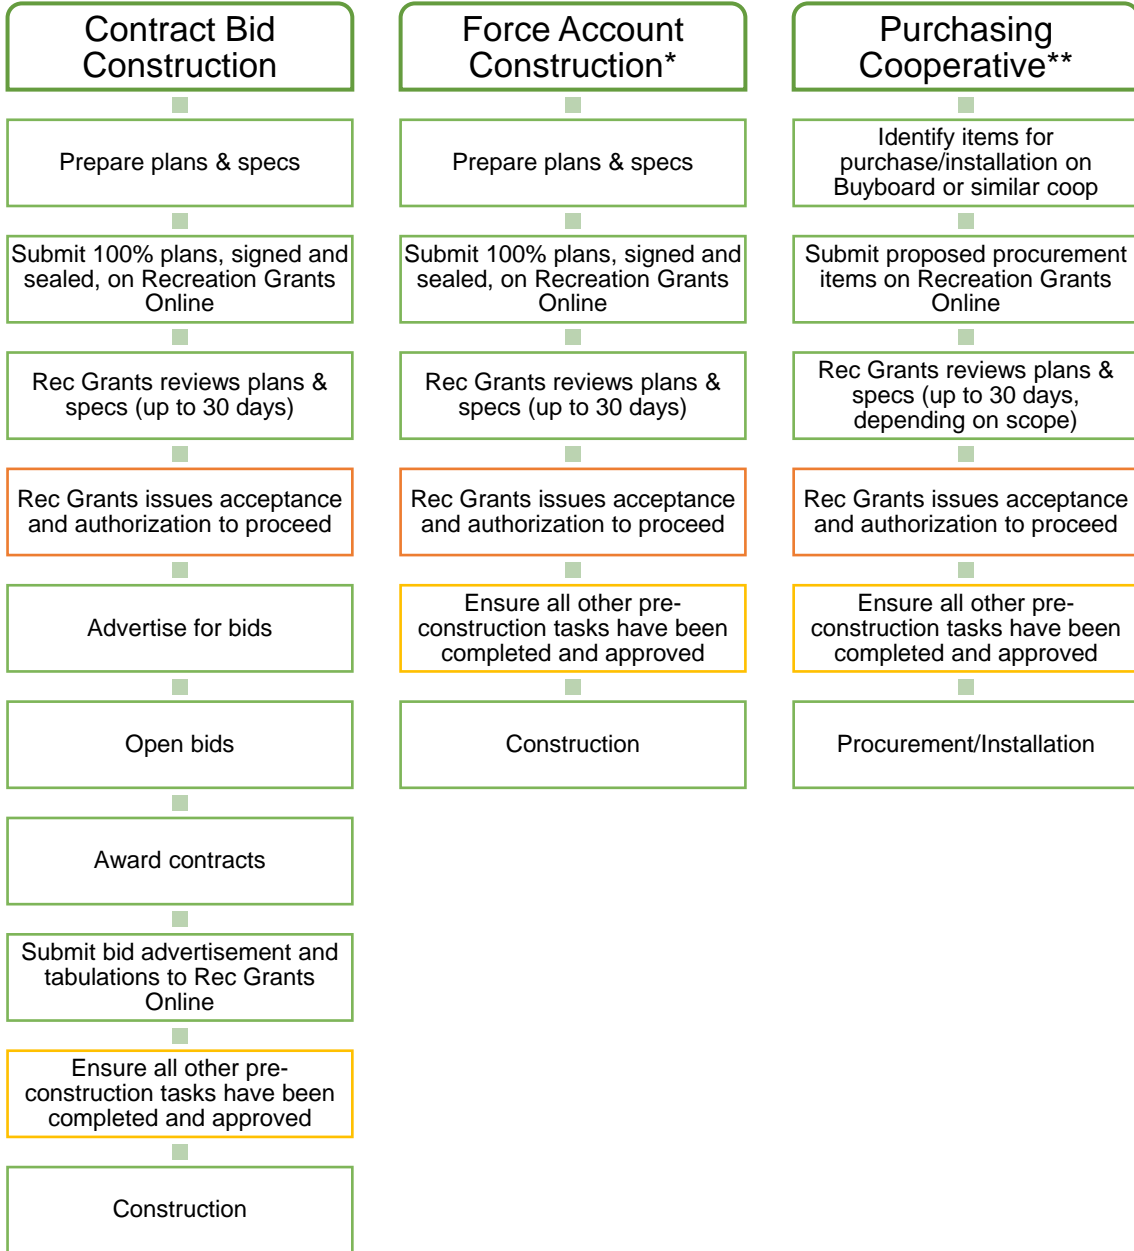 Contract Bid
Construction
Prepare plans & specs
Submit 100% plans, signed and
sealed, on Recreation Grants
Online
Rec Grants reviews plans &
specs (up to 30 days)
Rec Grants issues acceptance
and authorization to proceed
Advertise for bids
Open bids
Award contracts
Submit bid advertisement and
tabulations to Rec Grants
Online
Ensure all other pre-
construction tasks have been
completed and approved
Construction
Force Account
Construction*
Prepare plans & specs
Submit 100% plans, signed and
sealed, on Recreation Grants
Online
Rec Grants reviews plans &
specs (up to 30 days)
Rec Grants issues acceptance
and authorization to proceed
Ensure all other pre-
construction tasks have been
completed and approved
Construction
Purchasing
Cooperative**
Identify items for
purchase/installation on
Buyboard or similar coop
Submit proposed procurement
items on Recreation Grants
Online
Rec Grants reviews plans &
specs (up to 30 days,
depending on scope)
Rec Grants issues acceptance
and authorization to proceed
Ensure all other pre-
construction tasks have been
completed and approved
Procurement/Installation